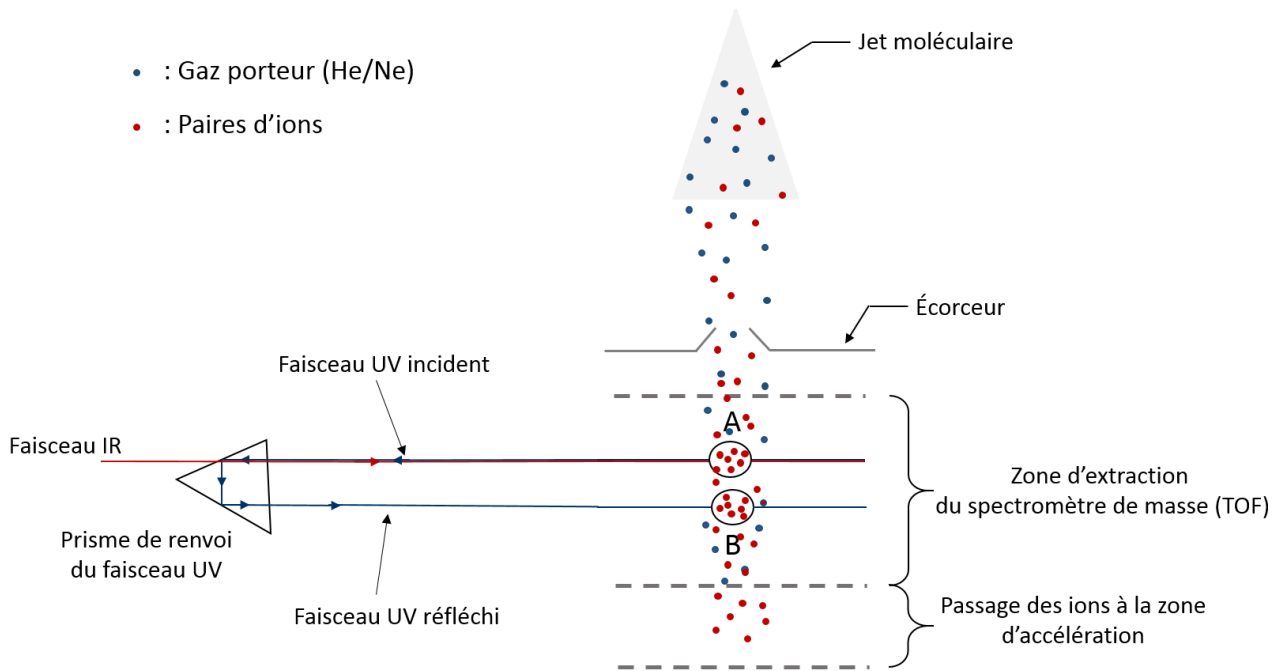 Jet moléculaire
: Gaz porteur (He/Ne)
: Paires d’ions
Écorceur
Faisceau UV incident
A
Faisceau IR
Zone d’extraction
du spectromètre de masse (TOF)
Prisme de renvoi
du faisceau UV
B
Faisceau UV réfléchi
Passage des ions à la zone
d’accélération